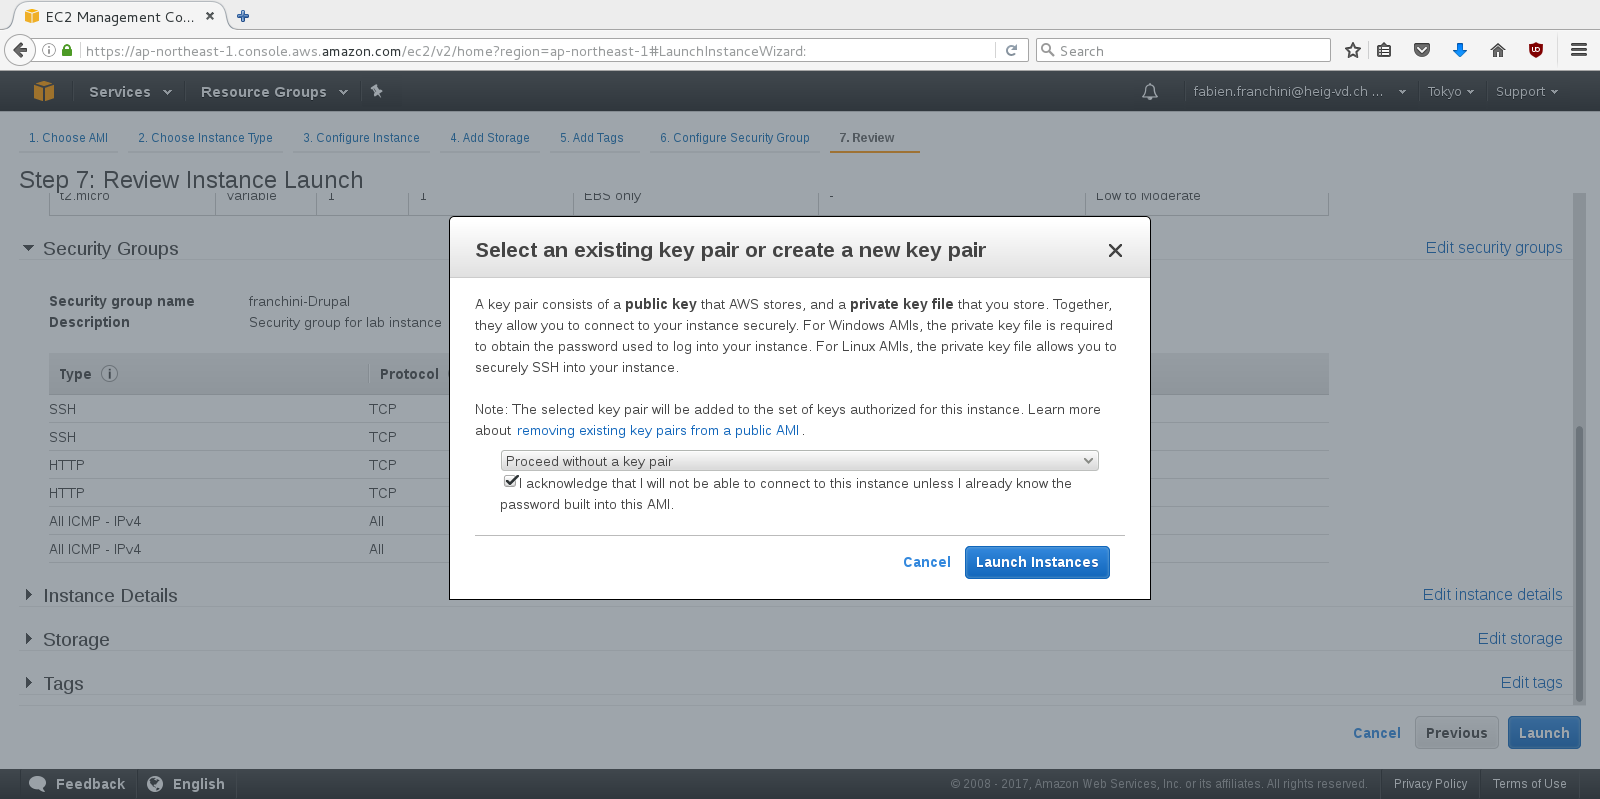 EC2 Management Co...
https://ap-northeast-1.console.aws.amazon.com/ec2/v2/home?region=ap-northeast-1#LaunchInstanceWizard:
Search
Services
Resource Groups
fabien.franchini@heig-vd.ch ...
Tokyo
Support
1. Choose AMI
2. Choose Instance Type
3. Configure Instance
4. Add Storage
5. Add Tags
6. Configure Security Group
7. Review
Step 7: Review Instance Launch
t2.micro
Variable
1
1
EBS only
-
Low to Moderate
Security Groups
Edit security groups
Security group name
franchini-Drupal
Description
Security group for lab instance
Type
Protocol
SSH
TCP
SSH
TCP
HTTP
TCP
HTTP
TCP
All ICMP - IPv4
All
All ICMP - IPv4
All
Instance Details
Edit instance details
Storage
Edit storage
Tags
Edit tags
Select an existing key pair or create a new key pair
A key pair consists of a public key that AWS stores, and a private key file that you store. Together,
they allow you to connect to your instance securely. For Windows AMIs, the private key file is required
to obtain the password used to log into your instance. For Linux AMIs, the private key file allows you to
securely SSH into your instance.
Note: The selected key pair will be added to the set of keys authorized for this instance. Learn more
about removing existing key pairs from a public AMI.
Proceed without a key pair
I acknowledge that I will not be able to connect to this instance unless I already know the
password built into this AMI.
Cancel
Launch Instances
Cancel
Previous
Launch
Feedback
English
© 2008 - 2017, Amazon Web Services, Inc. or its affiliates. All rights reserved.
Privacy Policy
Terms of Use